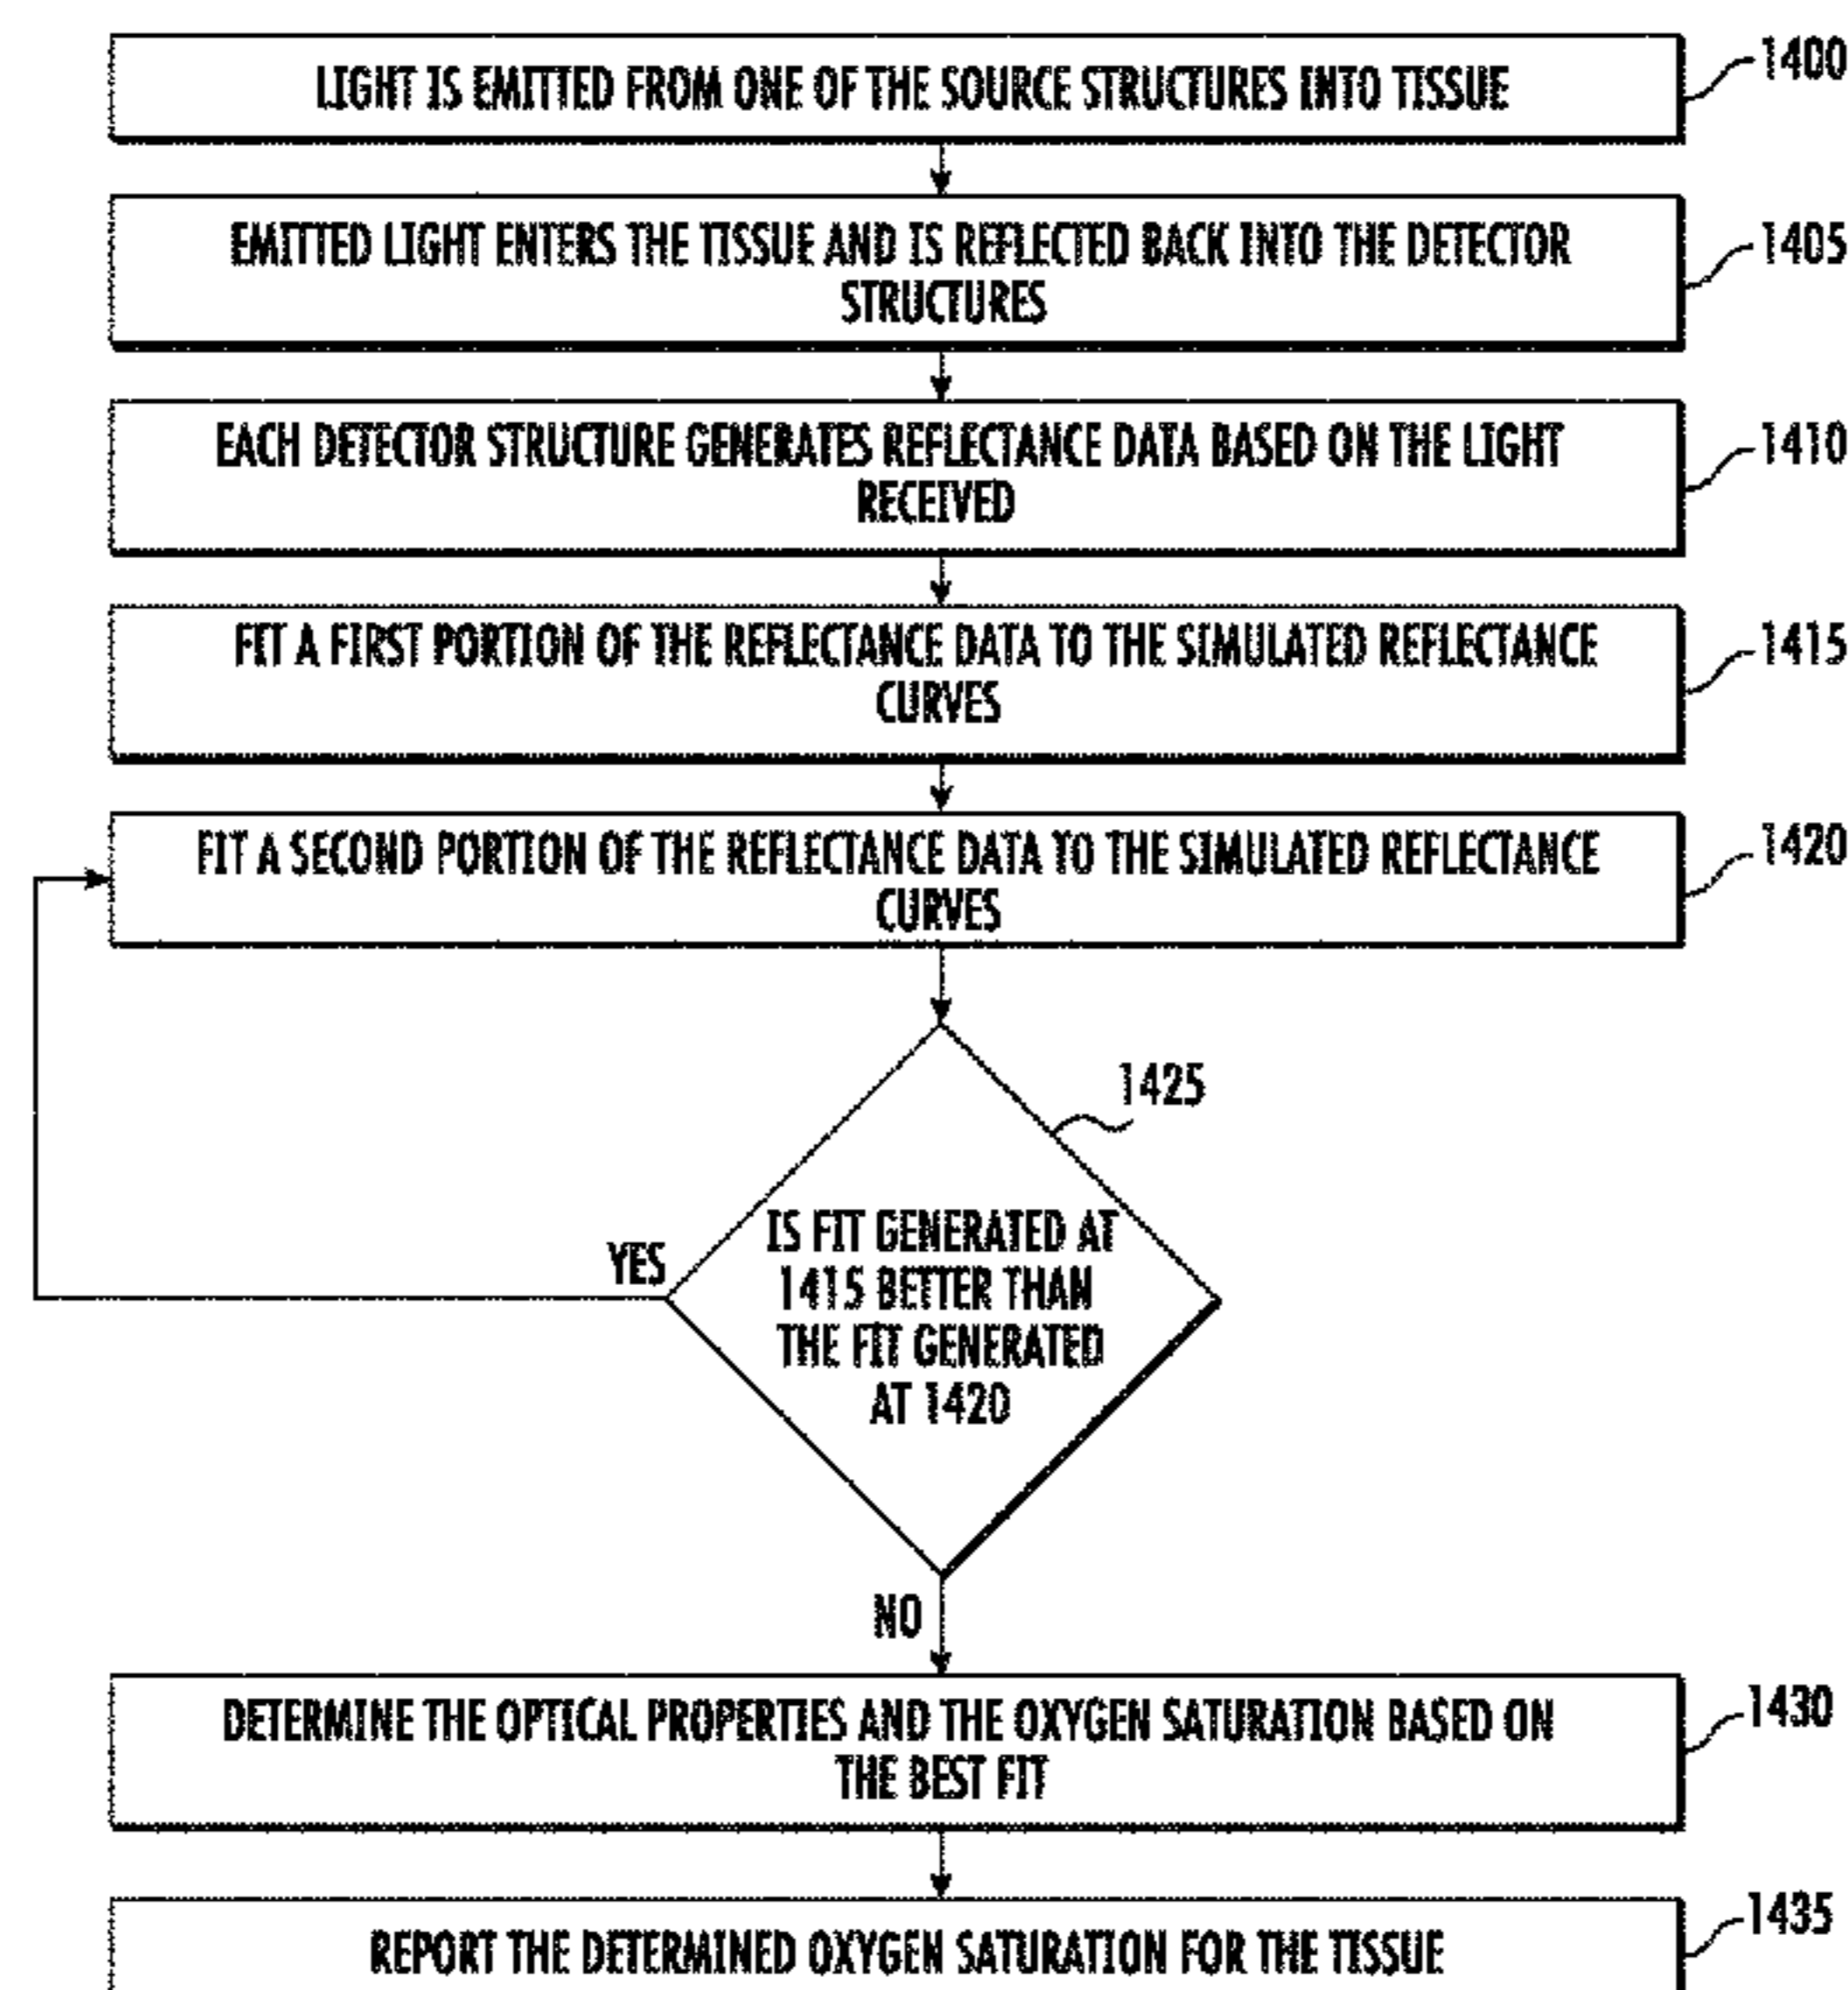 LIGHT IS EMITTED FROM ONE OF THE SOURCE STRUCTURES INTO TISSUE
1400
EMITTED LIGHT ENTERS THE TISSUE AND IS REFLECTED BACK INTO THE DETECTOR
STRUCTURES
1405
EACH DETECTOR STRUCTURE GENERATES REFLECTANCE DATA BASED ON THE LIGHT
RECEIVED
1410
FIT A FIRST PORTION OF THE REFLECTANCE DATA TO THE SIMULATED REFLECTANCE
CURVES
1415
FIT A SECOND PORTION OF THE REFLECTANCE DATA TO THE SIMULATED REFLECTANCE
CURVES
1420
1425
IS FIT GENERATED AT
1415 BETTER THAN
THE FIT GENERATED
AT 1420
YES
NO
DETERMINE THE OPTICAL PROPERTIES AND THE OXYGEN SATURATION BASED ON
THE BEST FIT
1430
REPORT THE DETERMINED OXYGEN SATURATION FOR THE TISSUE
1435